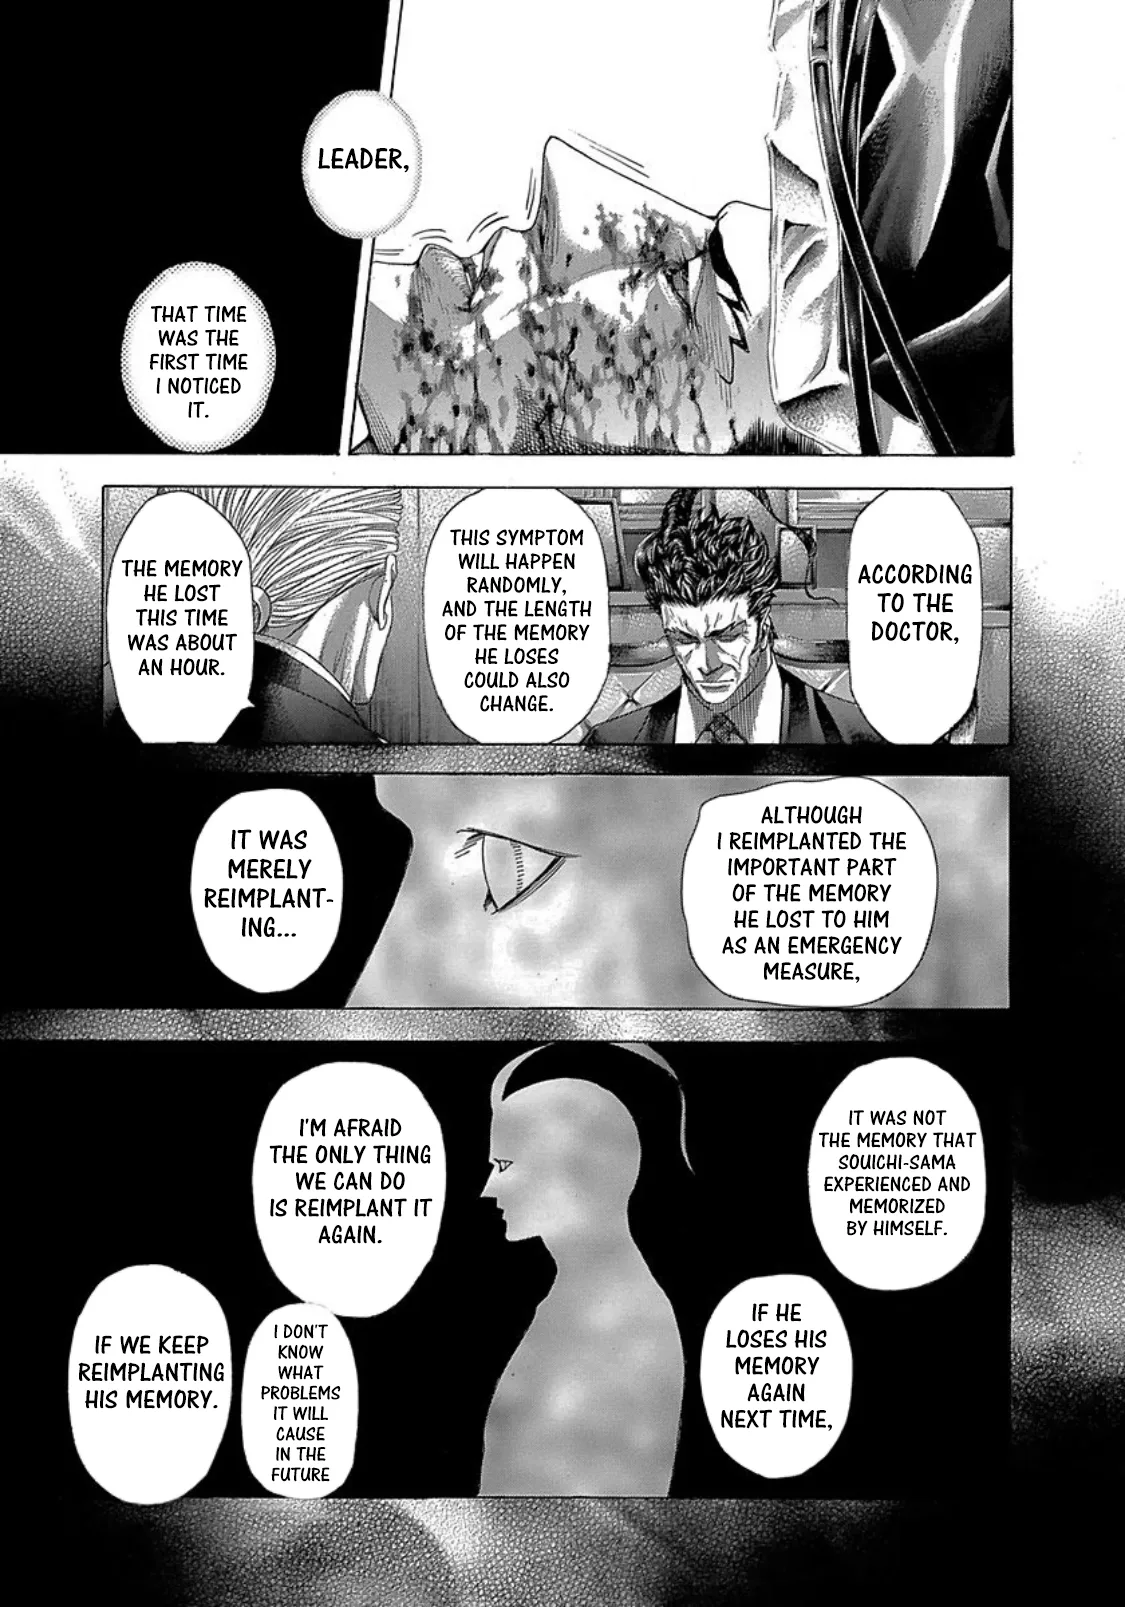 LEADER,
THAT TIME
WAS THE
FIRST TIME
I NOTICED
IT.
ACCORDING
TO THE
DOCTOR,
THIS SYMPTOM
WILL HAPPEN
RANDOMLY,
AND THE LENGTH
OF THE MEMORY
HE LOSES
COULD ALSO
CHANGE.
THE MEMORY
HE LOST
THIS TIME
WAS ABOUT
AN HOUR.
ALTHOUGH
I REIMPLANTED THE
IMPORTANT PART
OF THE MEMORY
HE LOST TO HIM
AS AN EMERGENCY
MEASURE,
IT WAS
MERELY
REIMPLANT-
ING...
IT WAS NOT
THE MEMORY THAT
SOUICHI-SAMA
EXPERIENCED AND
MEMORIZED
BY HIMSELF.
IF HE
LOSES HIS
MEMORY
AGAIN
NEXT TIME,
I'M AFRAID
THE ONLY THING
WE CAN DO
IS REIMPLANT IT
AGAIN.
I DON'T
KNOW
WHAT
PROBLEMS
IT WILL
CAUSE
IN THE
FUTURE
IF WE KEEP
REIMPLANTING
HIS MEMORY.